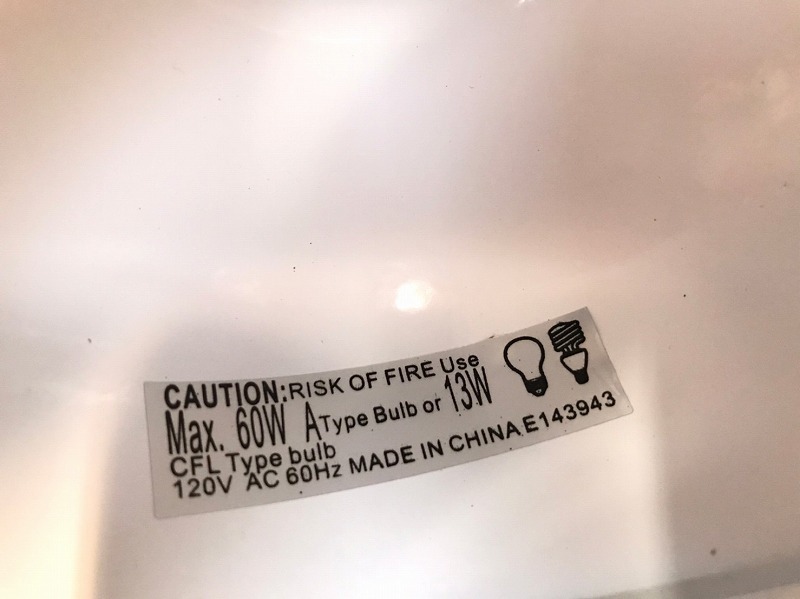 CAUTION:RISK OF FIRE Use
Max. 60W A Type Bulb or 13W
CFL Type bulb
120V AC 60Hz MADE IN CHINA E143943